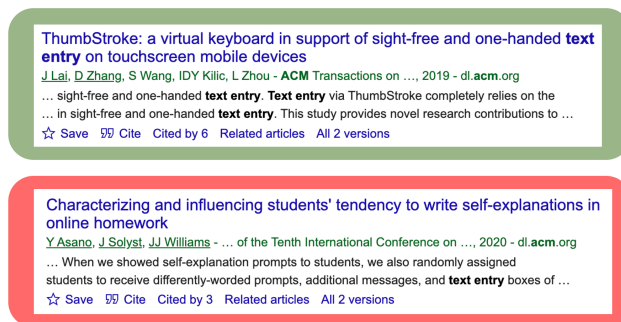 ThumbStroke: a virtual keyboard in support of sight-free and one-handed text
entry on touchscreen mobile devices
J Lai, D Zhang, S Wang, IDY Kilic, L Zhou - ACM Transactions on …, 2019 - dl.acm.org
… sight-free and one-handed text entry. Text entry via ThumbStroke completely relies on the
… in sight-free and one-handed text entry. This study provides novel research contributions to …
Save Cite Cited by 6 Related articles All 2 versions
Characterizing and influencing students' tendency to write self-explanations in
online homework
Y Asano, J Solyst, JJ Williams - … of the Tenth International Conference on …, 2020 - dl.acm.org
… When we showed self-explanation prompts to students, we also randomly assigned
students to receive differently-worded prompts, additional messages, and text entry boxes of …
Save Cite Cited by 3 Related articles All 2 versions